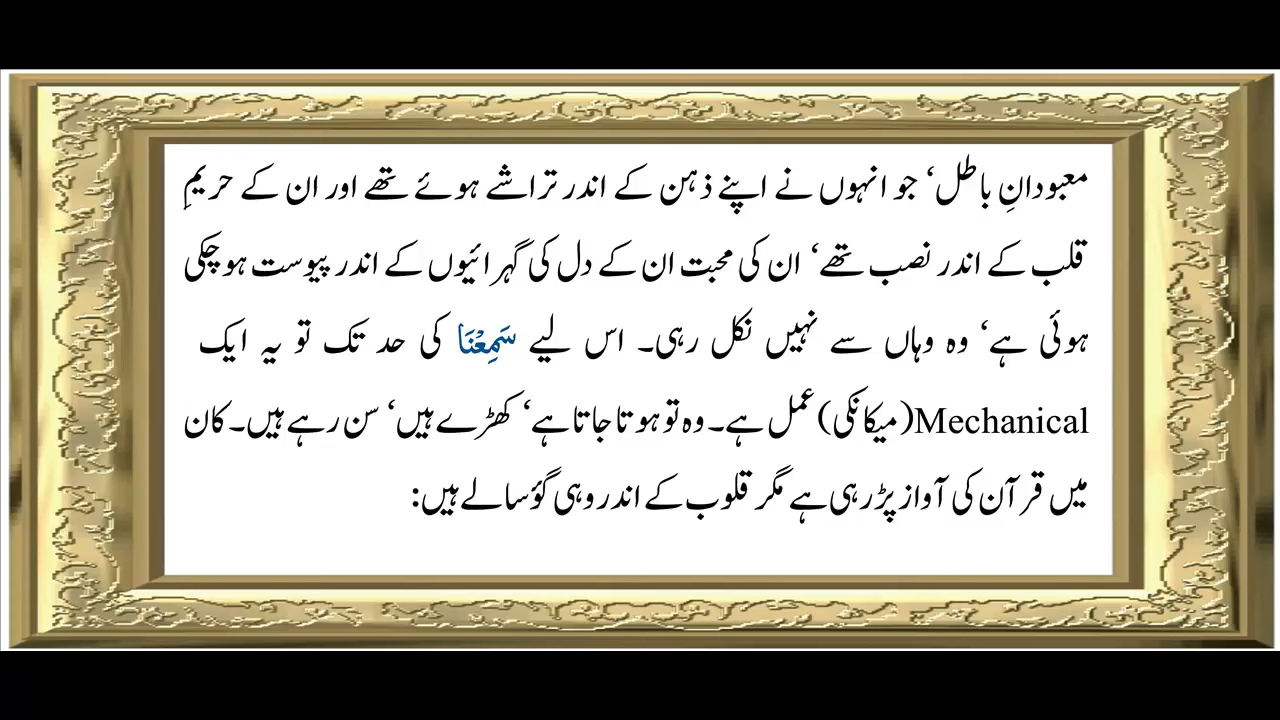 معبودانِ باطل‘ جو انہوں نے اپنے ذہن کے اندر تراشے ہوئے تھے اور ان کے حریمِ
قلب کے اندر نصب تھے‘ ان کی محبت ان کے دل کی گہرائیوں کے اندر پیوست ہوچکی
ہوئی ہے‘ وہ وہاں سے نہیں نکل رہی۔ اس لیے سَمِعْنَا کی حد تک تو یہ ایک
Mechanical(میکانکی) عمل ہے۔ وہ تو ہوتا جاتا ہے‘ کھڑے ہیں‘ سن رہے ہیں۔ کان
میں قرآن کی آواز پڑ رہی ہے مگر قلوب کے اندر وہی گؤسالے ہیں: